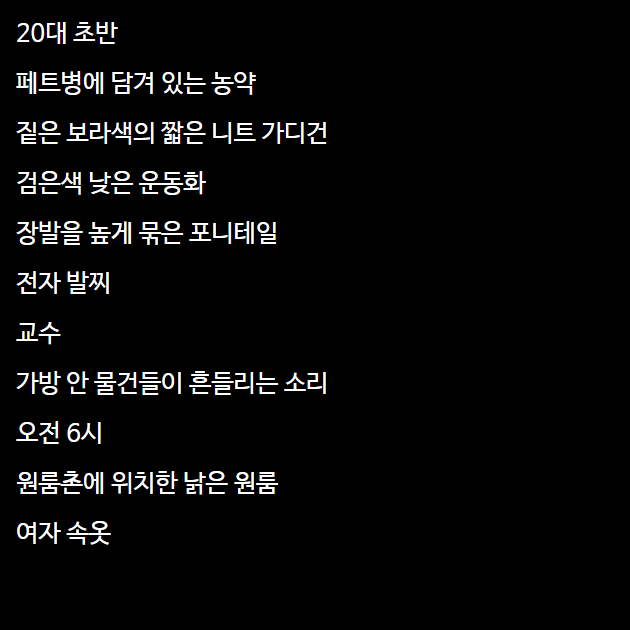 20대 초반
페트병에 담겨 있는 농약
짙은 보라색의 짧은 니트 가디건
검은색 낮은 운동화
장발을 높게 묶은 포니테일
전자 발찌
교수
가방 안 물건들이 흔들리는 소리
오전 6시
원룸촌에 위치한 낡은 원룸
여자 속옷